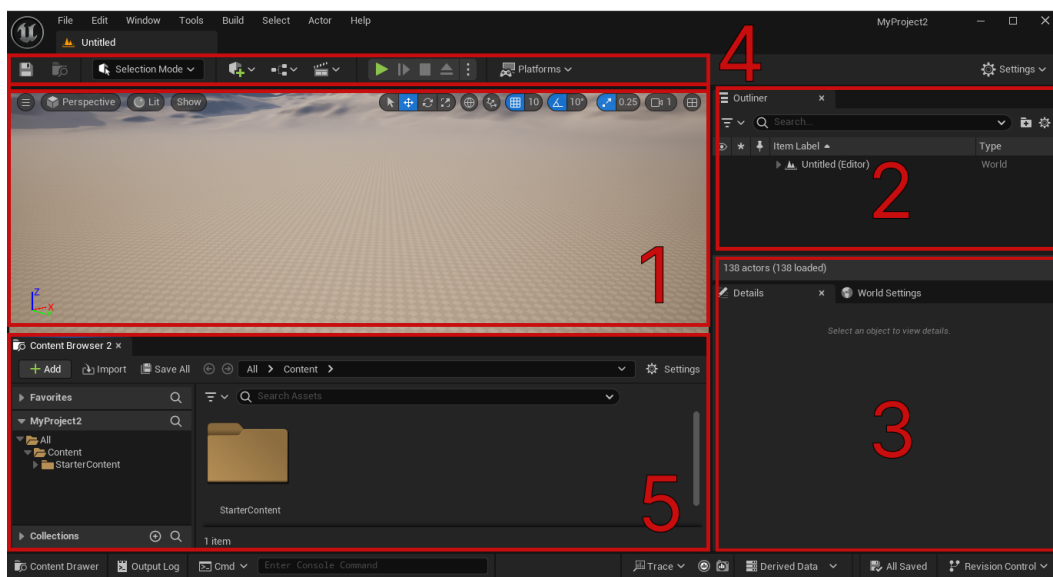 File Edit Window Tools Build Select Actor Help
MyProject2
Untitled
4
Selection Mode
Platforms
Settings
Perspective Lit Show
10 10° 0.25 1
Outliner
Search...
Item Label Type
Untitled (Editor) World
2
1
Z
X
138 actors (138 loaded)
Details World Settings
Select an object to view details.
3
Content Browser 2
Add Import Save All All Content Settings
Favorites
Search Assets
MyProject2
All
Content
StarterContent
StarterContent
5
Collections
1 item
Content Drawer Output Log Cmd Enter Console Command Trace Derived Data All Saved Revision Control